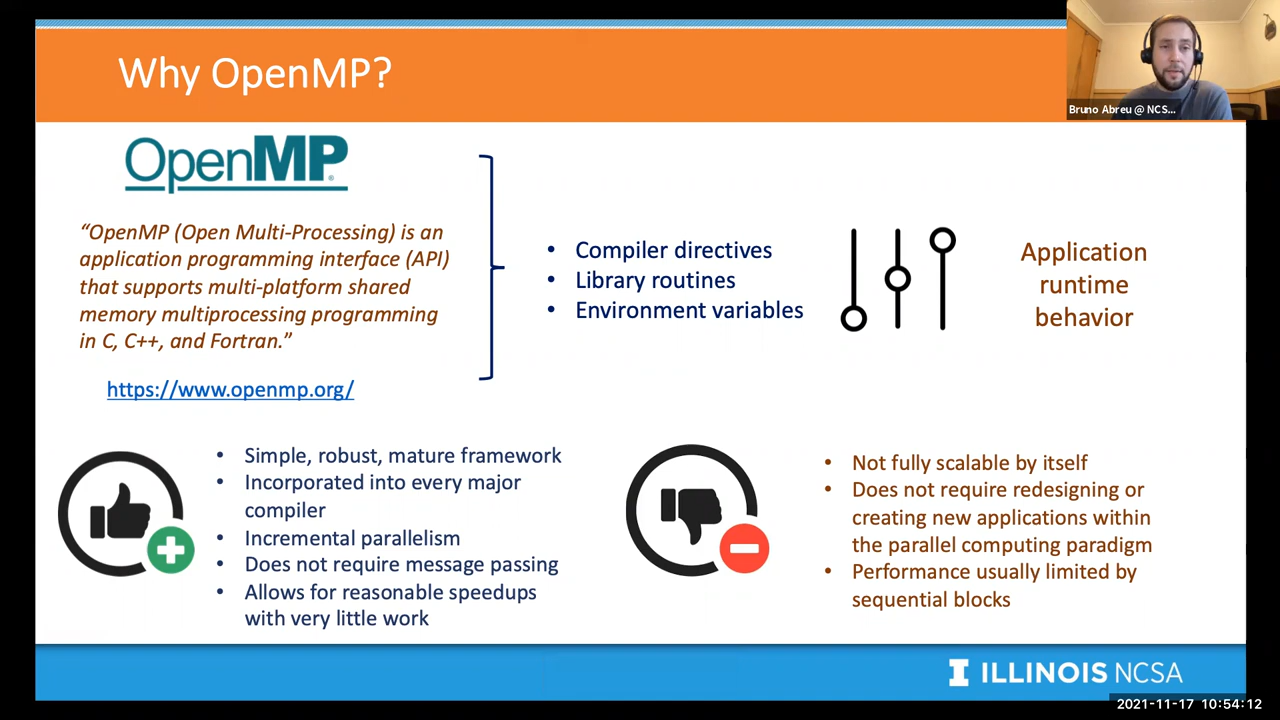 Why OpenMP?
Bruno Abreu @ NCS...
OpenMP
“OpenMP (Open Multi-Processing) is an
application programming interface (API)
that supports multi-platform shared
memory multiprocessing programming
in C, C++, and Fortran.”
https://www.openmp.org/
• Compiler directives
• Library routines
• Environment variables
Application
runtime
behavior
• Simple, robust, mature framework
• Incorporated into every major
compiler
• Incremental parallelism
• Does not require message passing
• Allows for reasonable speedups
with very little work
• Not fully scalable by itself
• Does not require redesigning or
creating new applications within
the parallel computing paradigm
• Performance usually limited by
sequential blocks
I ILLINOIS NCSA
2021-11-17 10:54:12